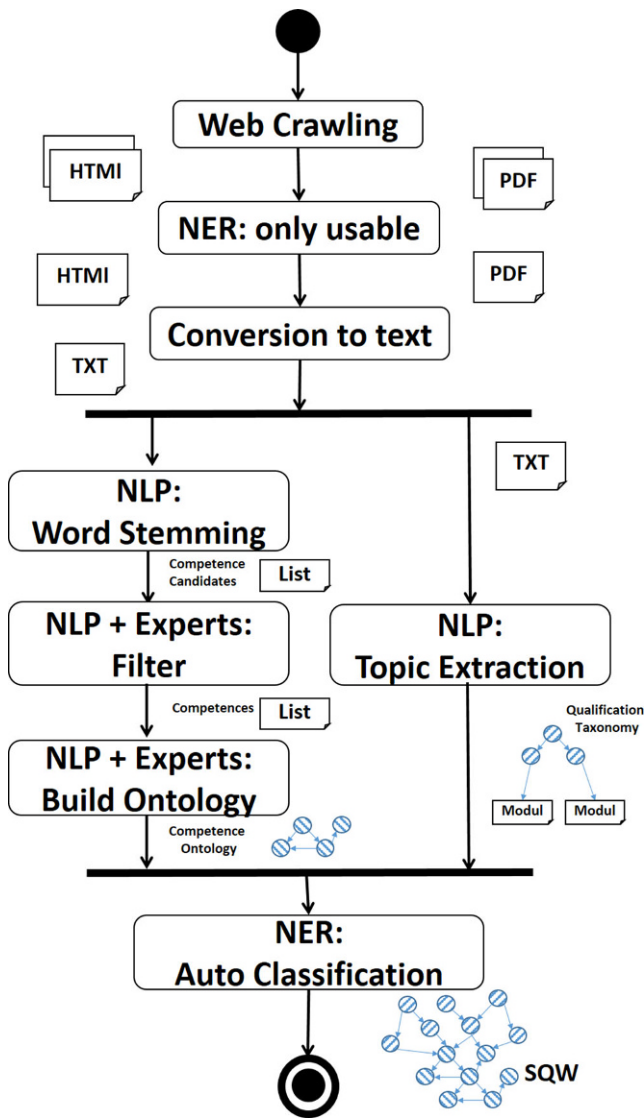 Web Crawling
HTMl
PDF
NER: only usable
HTMl
PDF
Conversion to text
TXT
TXT
NLP:
Word Stemming
Competence
Candidates
List
NLP + Experts:
Filter
NLP:
Topic Extraction
Competences
List
Qualification
Taxonomy
NLP + Experts:
Build Ontology
Modul
Modul
Competence
Ontology
NER:
Auto Classification
SQW